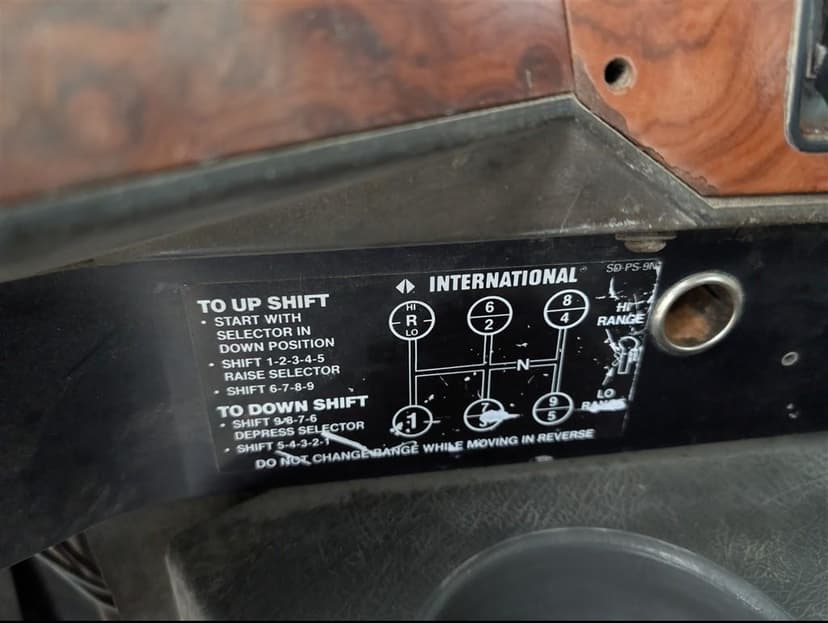 SD-PS-9N
INTERNATIONAL
TO UP SHIFT
• START WITH
SELECTOR IN
DOWN POSITION
• SHIFT 1-2-3-4-5
RAISE SELECTOR
• SHIFT 6-7-8-9
TO DOWN SHIFT
• SHIFT 9-8-7-6
DEPRESS SELECTOR
• SHIFT 5-4-3-2-1
DO NOT CHANGE RANGE WHILE MOVING IN REVERSE
HI
R
LO
6
2
8
4
N
1
7
3
9
5
HI
RANGE
LO
RANGE